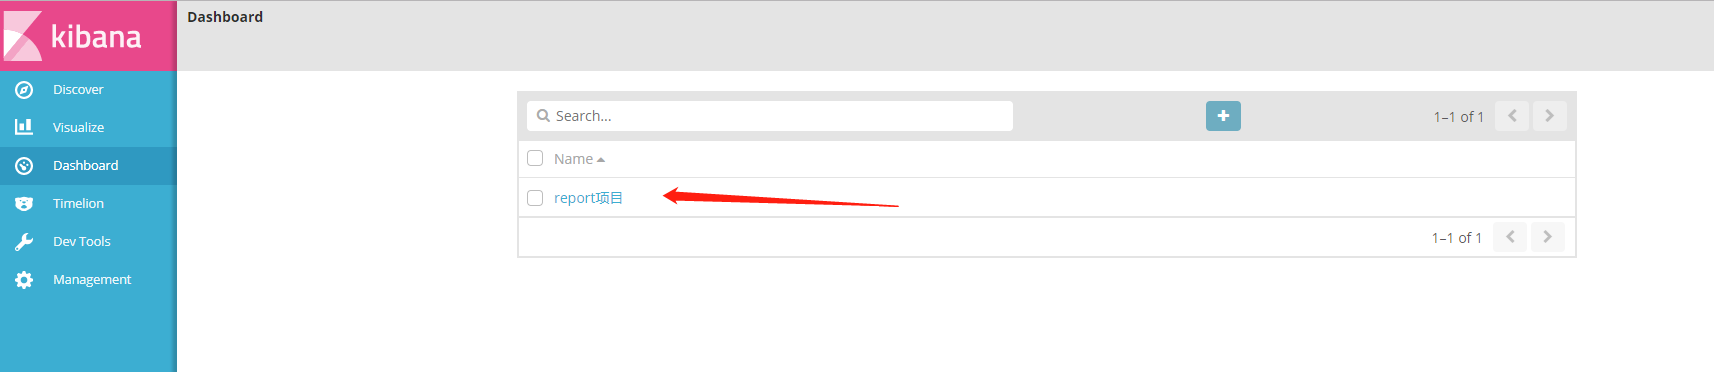 Dashboard
kibana
Discover
Visualize
Dashboard
Timelion
Dev Tools
Management
Search...
1–1 of 1
Name
report项目
1–1 of 1